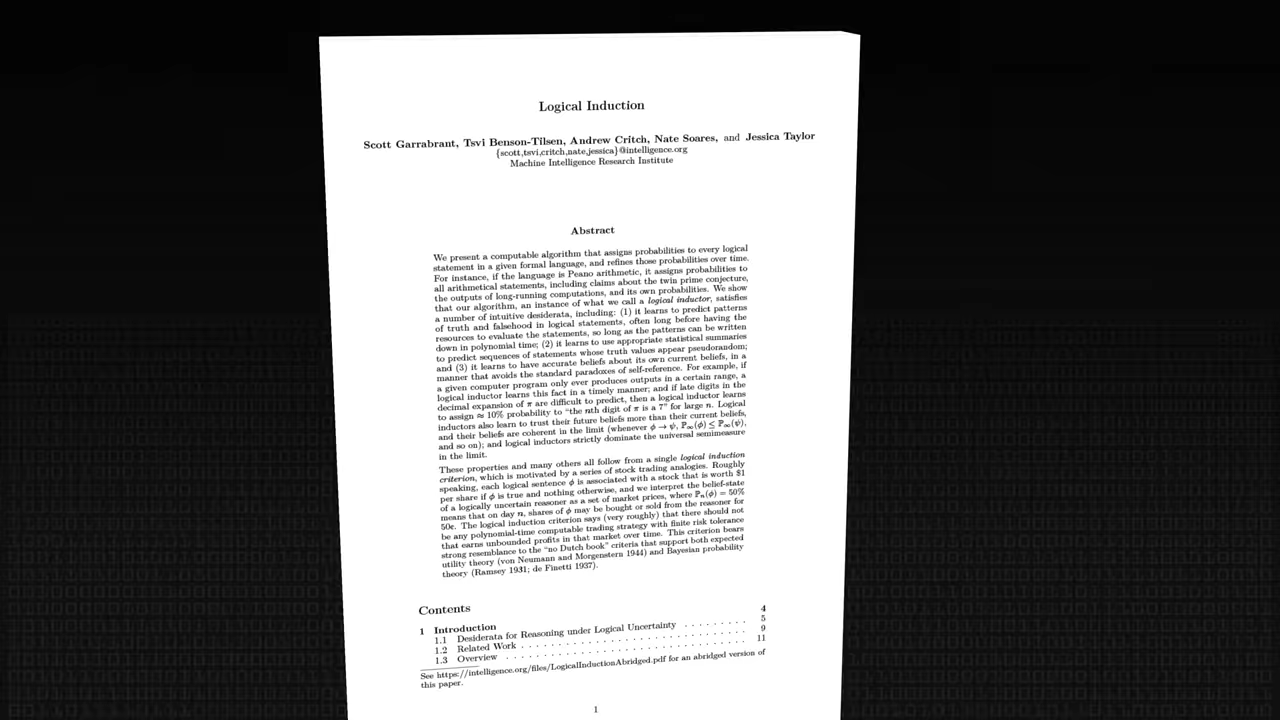 Logical Induction
Scott Garrabrant, Tsvi Benson-Tilsen, Andrew Critch, Nate Soares, and Jessica Taylor
{scott,tsvi,critch,nate,jessica}@intelligence.org
Machine Intelligence Research Institute
Abstract
We present a computable algorithm that assigns probabilities to every logical
statement in a given formal language, and refines those probabilities over time.
For instance, if the language is Peano arithmetic, it assigns probabilities to
all arithmetical statements, including claims about the twin prime conjecture,
the outputs of long-running computations, and its own probabilities. We show
that our algorithm, an instance of what we call a logical inductor, satisfies
a number of intuitive desiderata, including: (1) it learns to predict patterns
of truth and falsehood in logical statements, often long before having the
resources to evaluate the statements, so long as the patterns can be written
down in polynomial time; (2) it learns to use appropriate statistical summaries
to predict sequences of statements whose truth values appear pseudorandom;
and (3) it learns to have accurate beliefs about its own current beliefs, in a
manner that avoids the standard paradoxes of self-reference. For example, if
a given computer program only ever produces outputs in a certain range, a
logical inductor learns this fact in a timely manner; and if late digits in the
decimal expansion of π are difficult to predict, then a logical inductor learns
to assign ≈ 10% probability to “the nth digit of π is a 7” for large n. Logical
inductors also learn to trust their future beliefs more than their current beliefs,
and their beliefs are coherent in the limit (whenever ϕ → ψ, ℙ∞(ϕ) ≤ ℙ∞(ψ),
and so on); and logical inductors strictly dominate the universal semimeasure
in the limit.
These properties and many others all follow from a single logical induction
criterion, which is motivated by a series of stock trading analogies. Roughly
speaking, each logical sentence ϕ is associated with a stock that is worth $1
per share if ϕ is true and nothing otherwise, and we interpret the belief-state
of a logically uncertain reasoner as a set of market prices, where ℙn(ϕ) = 50%
means that on day n, shares of ϕ may be bought or sold from the reasoner for
50¢. The logical induction criterion says (very roughly) that there should not
be any polynomial-time computable trading strategy with finite risk tolerance
that earns unbounded profits in that market over time. This criterion bears
strong resemblance to the “no Dutch book” criteria that support both expected
utility theory (von Neumann and Morgenstern 1944) and Bayesian probability
theory (Ramsey 1931; de Finetti 1937).
Contents
1 Introduction 4
1.1 Desiderata for Reasoning under Logical Uncertainty . . . . . . . . 5
1.2 Related Work . . . . . . . . . . . . . . . . . . . . . . . . . . . 9
1.3 Overview . . . . . . . . . . . . . . . . . . . . . . . . . . . . . 11
See https://intelligence.org/files/LogicalInductionAbridged.pdf for an abridged version of
this paper.
1